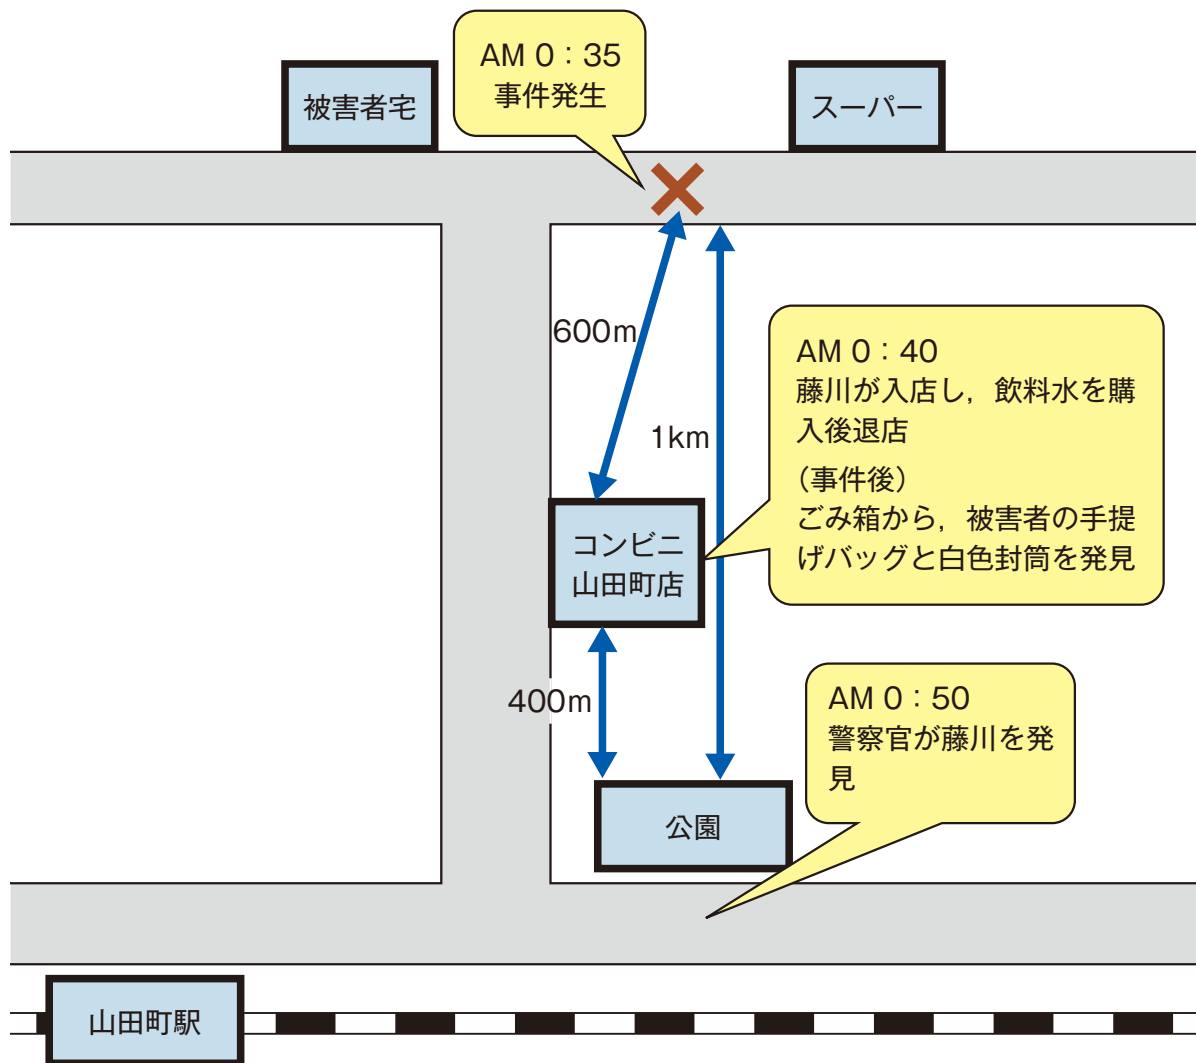 AM 0：35
事件発生
被害者宅
スーパー
600m
1km
AM 0：40
藤川が入店し，飲料水を購
入後退店
（事件後）
ごみ箱から，被害者の手提
げバッグと白色封筒を発見
コンビニ
山田町店
400m
AM 0：50
警察官が藤川を発
見
公園
山田町駅